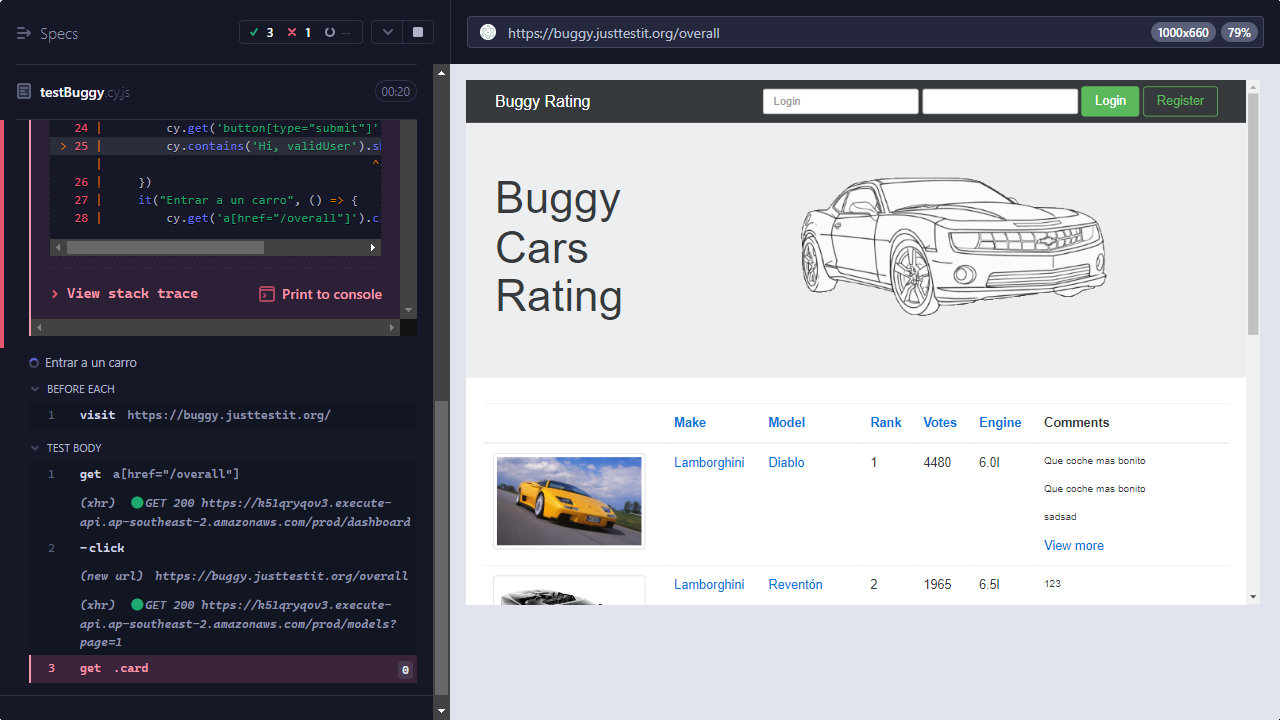 Specs
3
1
--
testBuggy.cy.js
00:20
24 | cy.get('button[type="submit"]'
> 25 | cy.contains('Hi, validUser').sh
| ^
26 | })
27 | it("Entrar a un carro", () => {
28 | cy.get('a[href="/overall"]').c
> View stack trace
Print to console
Entrar a un carro
BEFORE EACH
1 visit https://buggy.justtestit.org/
TEST BODY
1 get a[href="/overall"]
(xhr) GET 200 https://k51qryqov3.execute-
api.ap-southeast-2.amazonaws.com/prod/dashboard
2 -click
(new url) https://buggy.justtestit.org/overall
(xhr) GET 200 https://k51qryqov3.execute-
api.ap-southeast-2.amazonaws.com/prod/models?
page=1
3 get .card 0
https://buggy.justtestit.org/overall
1000x660
79%
Buggy Rating
Login
Login
Register
Buggy
Cars
Rating
Make Model Rank Votes Engine Comments
Lamborghini Diablo 1 4480 6.0l Que coche mas bonito
Que coche mas bonito
sadsad
View more
Lamborghini Reventón 2 1965 6.5l 123